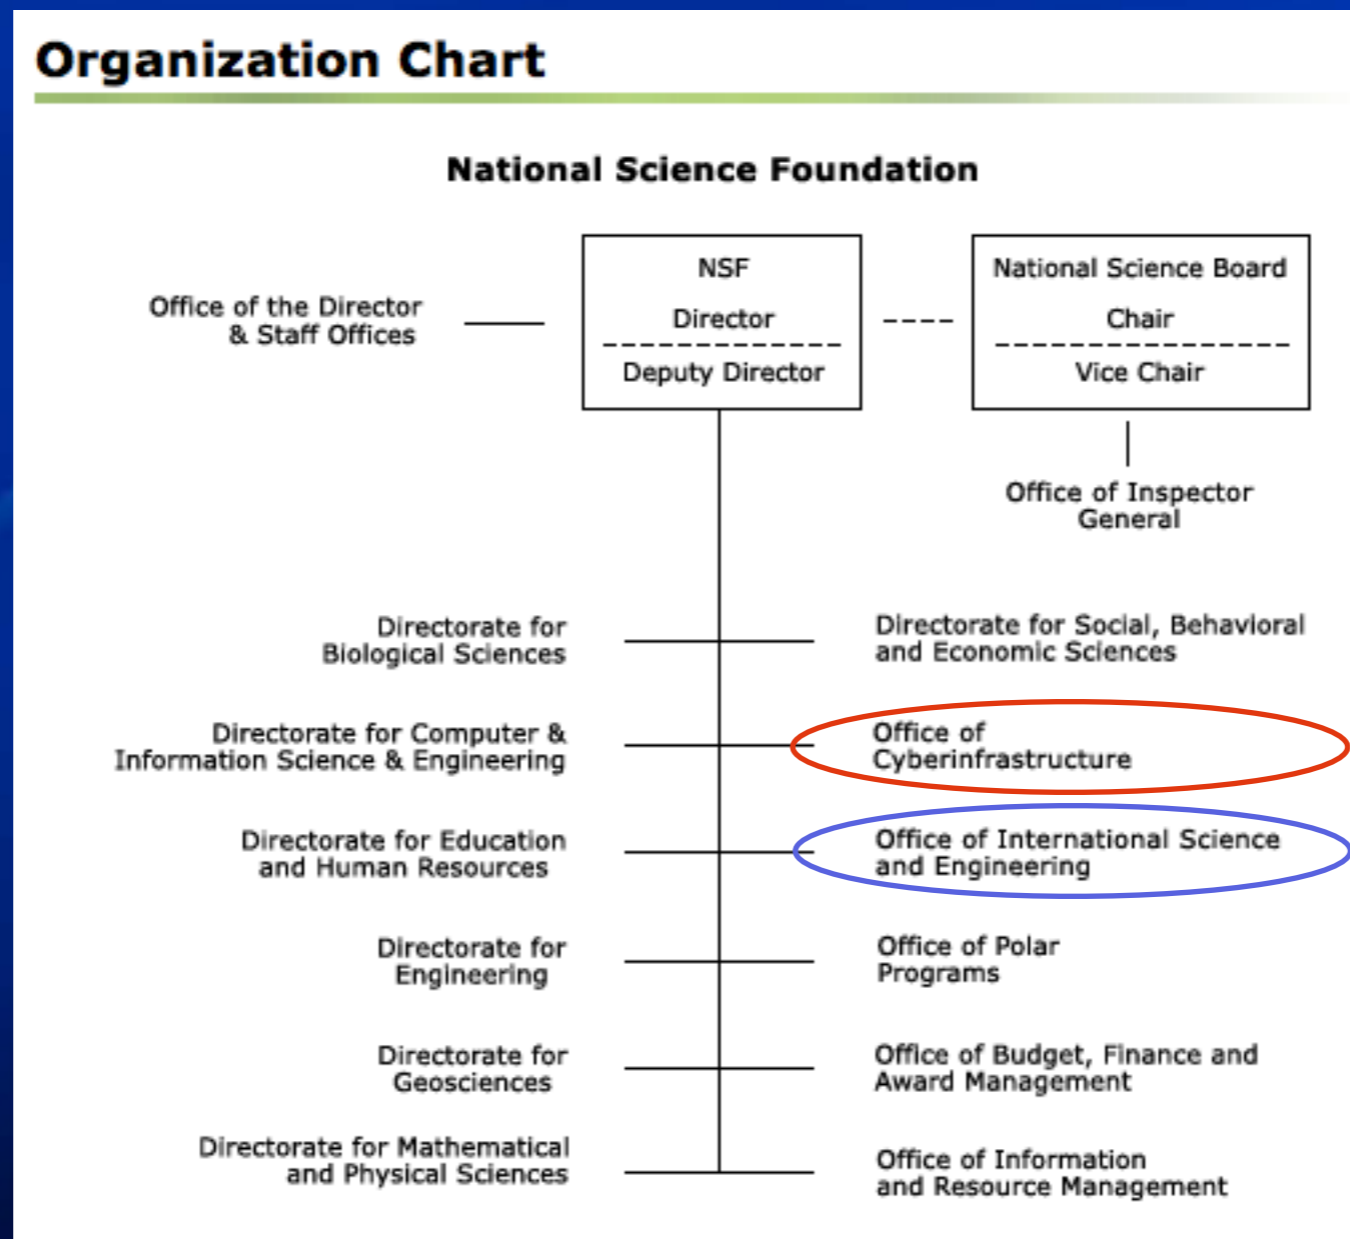 Organization Chart
National Science Foundation
Office of the Director
& Staff Offices
NSF
Director
Deputy Director
National Science Board
Chair
Vice Chair
Office of Inspector
General
Directorate for
Biological Sciences
Directorate for Social, Behavioral
and Economic Sciences
Directorate for Computer &
Information Science & Engineering
Office of
Cyberinfrastructure
Directorate for Education
and Human Resources
Office of International Science
and Engineering
Directorate for
Engineering
Office of Polar
Programs
Directorate for
Geosciences
Office of Budget, Finance and
Award Management
Directorate for Mathematical
and Physical Sciences
Office of Information
and Resource Management